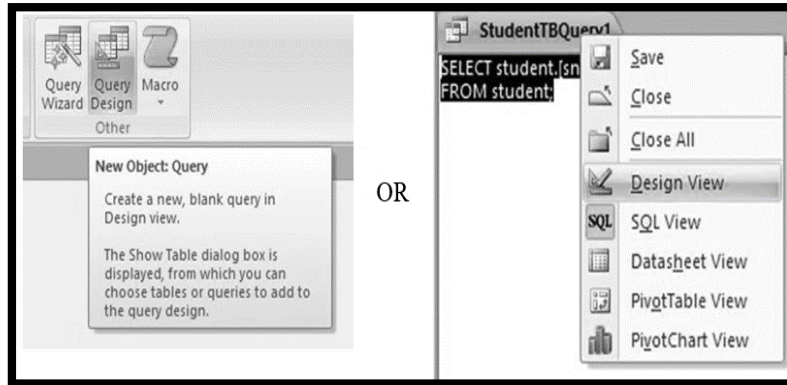 Query Wizard
Query Design
Macro
Other
New Object: Query
Create a new, blank query in
Design view.
The Show Table dialog box is
displayed, from which you can
choose tables or queries to add to
the query design.
OR
StudentTBQuery1
SELECT student.[sn
FROM student;
Save
Close
Close All
Design View
SQL SQL View
Datasheet View
PivotTable View
PivotChart View